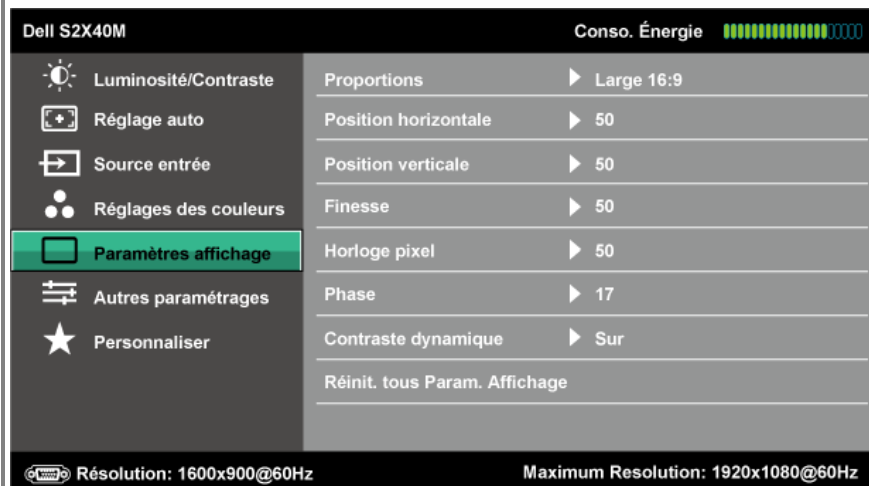 Dell S2X40M Conso. Énergie
Luminosité/Contraste Proportions Large 16:9
Réglage auto Position horizontale 50
Source entrée Position verticale 50
Réglages des couleurs Finesse 50
Paramètres affichage Horloge pixel 50
Autres paramétrages Phase 17
Personnaliser Contraste dynamique Sur
Réinit. tous Param. Affichage
Résolution: 1600x900@60Hz Maximum Resolution: 1920x1080@60Hz